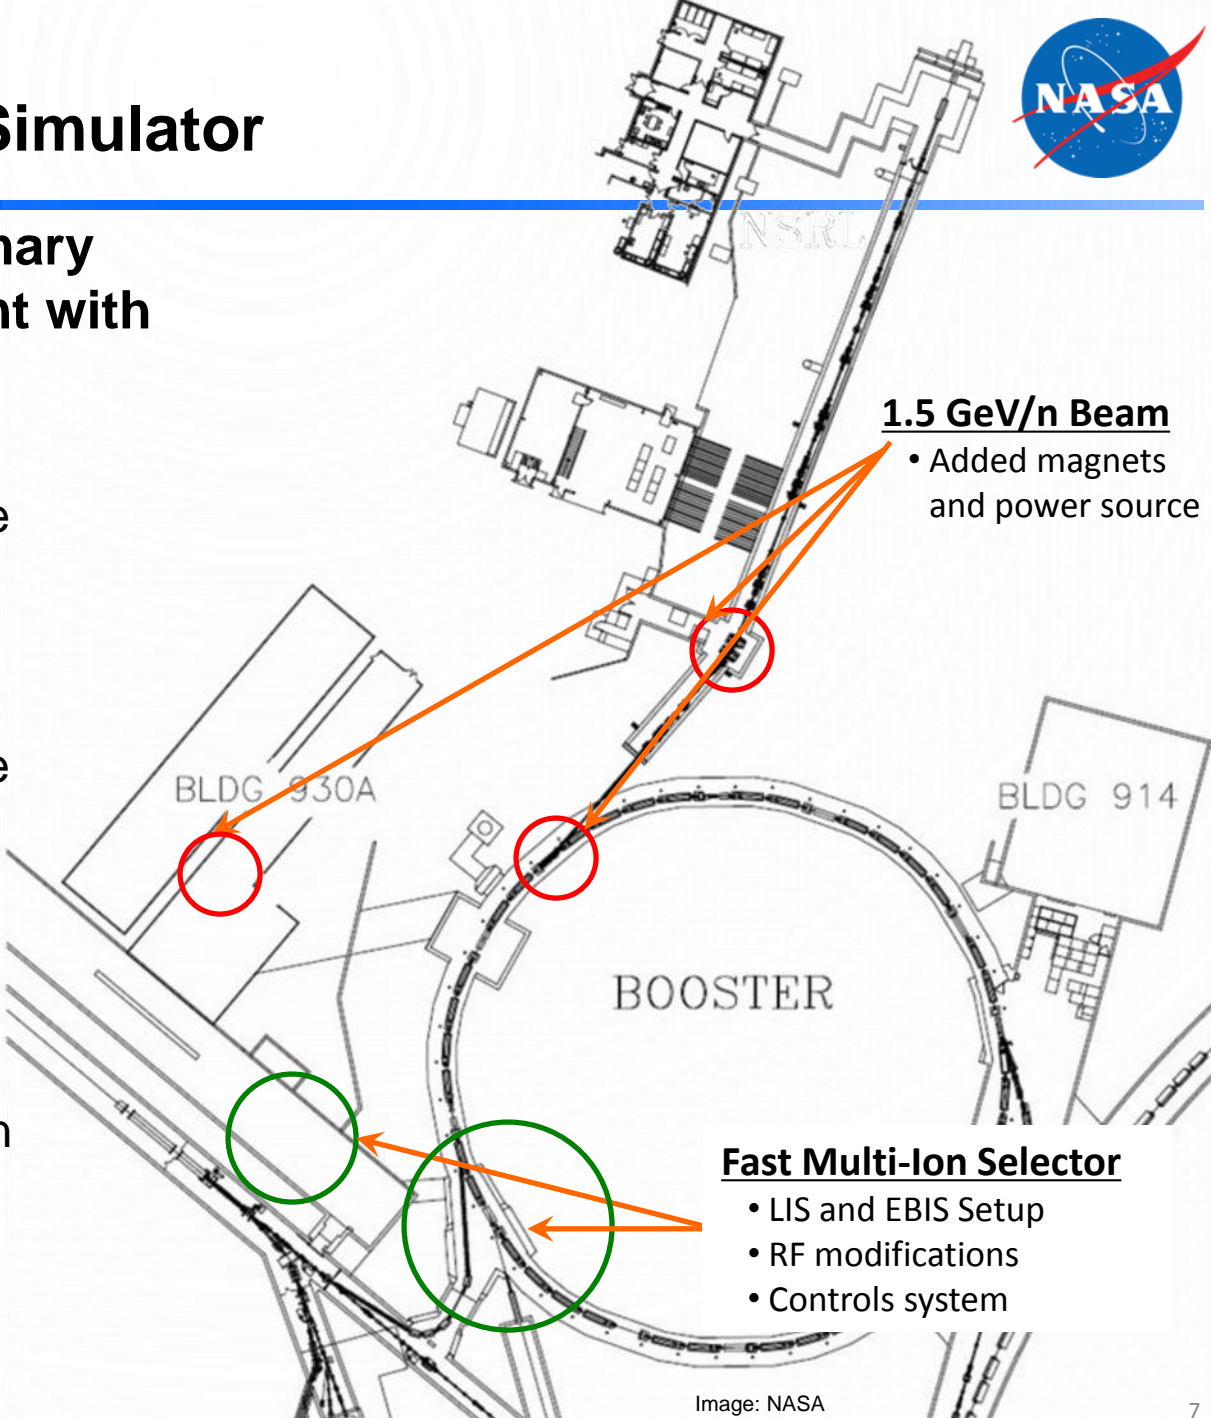 Simulator
NASA
nary
nt with
NSRL
1.5 GeV/n Beam
• Added magnets
and power source
e
e
BLDG 930A
BLDG 914
BOOSTER
n
Fast Multi-Ion Selector
• LIS and EBIS Setup
• RF modifications
• Controls system
Image: NASA
7